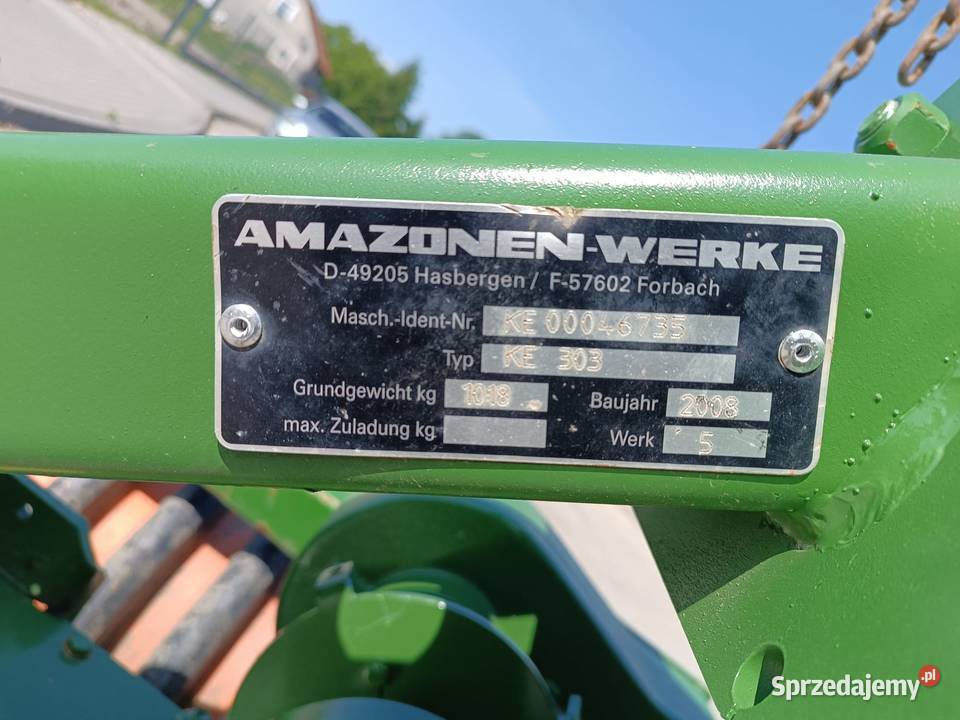 AMAZONEN-WERKE
D-49205 Hasbergen / F-57602 Forbach
Masch.-Ident-Nr. KE 00046735
Typ KE 303
Grundgewicht kg 1018 Baujahr 2008
max. Zuladung kg Werk 5
Sprzedajemy.pl